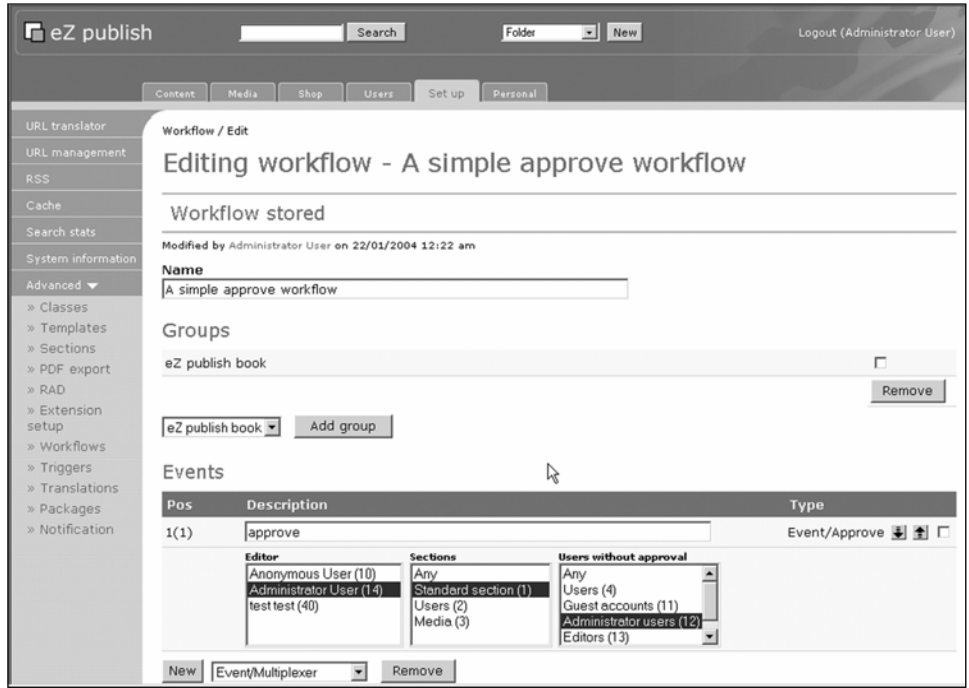 eZ publish
Search
Folder
New
Logout (Administrator User)
Content
Media
Shop
Users
Set up
Personal
URL translator
URL management
RSS
Cache
Search stats
System information
Advanced
» Classes
» Templates
» Sections
» PDF export
» RAD
» Extension
setup
» Workflows
» Triggers
» Translations
» Packages
» Notification
Workflow / Edit
Editing workflow - A simple approve workflow
Workflow stored
Modified by Administrator User on 22/01/2004 12:22 am
Name
A simple approve workflow
Groups
eZ publish book
Remove
eZ publish book
Add group
Events
Pos Description Type
1(1) approve Event/Approve
Editor
Anonymous User (10)
Administrator User (14)
test test (40)
Sections
Any
Standard section (1)
Users (2)
Media (3)
Users without approval
Any
Users (4)
Guest accounts (11)
Administrator users (12)
Editors (13)
New
Event/Multiplexer
Remove